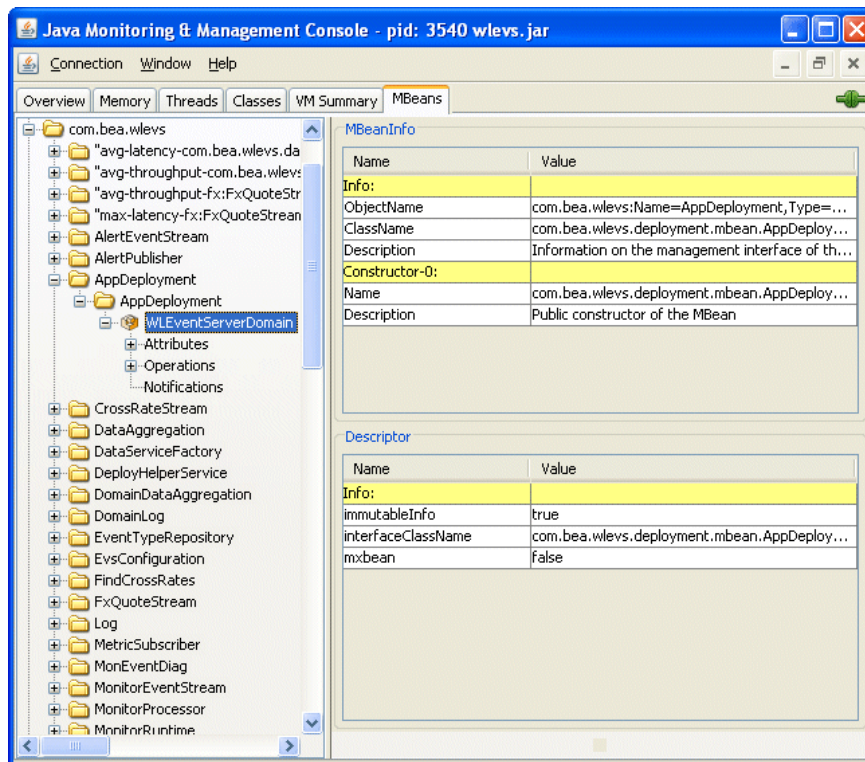 Java Monitoring & Management Console - pid: 3540 wlevs.jar
Connection Window Help
Overview Memory Threads Classes VM Summary MBeans
com.bea.wlevs
"avg-latency-com.bea.wlevs.da
"avg-throughput-com.bea.wlevs
"avg-throughput-fx:FxQuoteStr
"max-latency-fx:FxQuoteStrean
AlertEventStream
AlertPublisher
AppDeployment
AppDeployment
WLEventServerDomain
Attributes
Operations
Notifications
CrossRateStream
DataAggregation
DataServiceFactory
DeployHelperService
DomainDataAggregation
DomainLog
EventTypeRepository
EvsConfiguration
FindCrossRates
FxQuoteStream
Log
MetricSubscriber
MonEventDiag
MonitorEventStream
MonitorProcessor
MonitorRuntime
MBeanInfo
Name Value
Info:
ObjectName com.bea.wlevs:Name=AppDeployment,Type=...
ClassName com.bea.wlevs.deployment.mbean.AppDeploy...
Description Information on the management interface of th...
Constructor-0:
Name com.bea.wlevs.deployment.mbean.AppDeploy...
Description Public constructor of the MBean
Descriptor
Name Value
Info:
immutableInfo true
interfaceClassName com.bea.wlevs.deployment.mbean.AppDeploy...
mxbean false